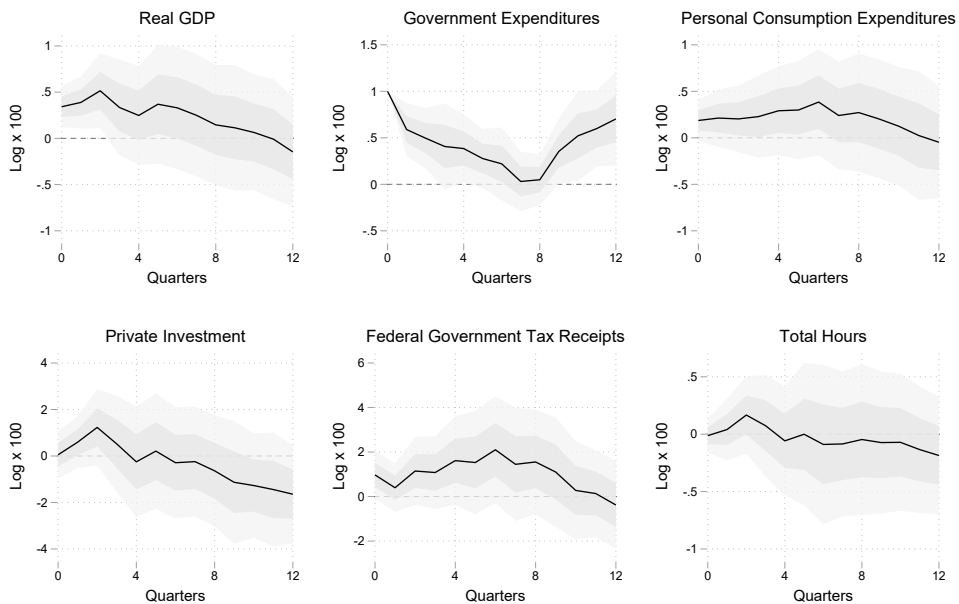 Real GDP
Log x 100
1
.5
0
-.5
-1
0 4 8 12
Quarters
Government Expenditures
Log x 100
1.5
1
.5
0
-.5
0 4 8 12
Quarters
Personal Consumption Expenditures
Log x 100
1
.5
0
-.5
-1
0 4 8 12
Quarters
Private Investment
Log x 100
4
2
0
-2
-4
0 4 8 12
Quarters
Federal Government Tax Receipts
Log x 100
6
4
2
0
-2
0 4 8 12
Quarters
Total Hours
Log x 100
.5
0
-.5
-1
0 4 8 12
Quarters